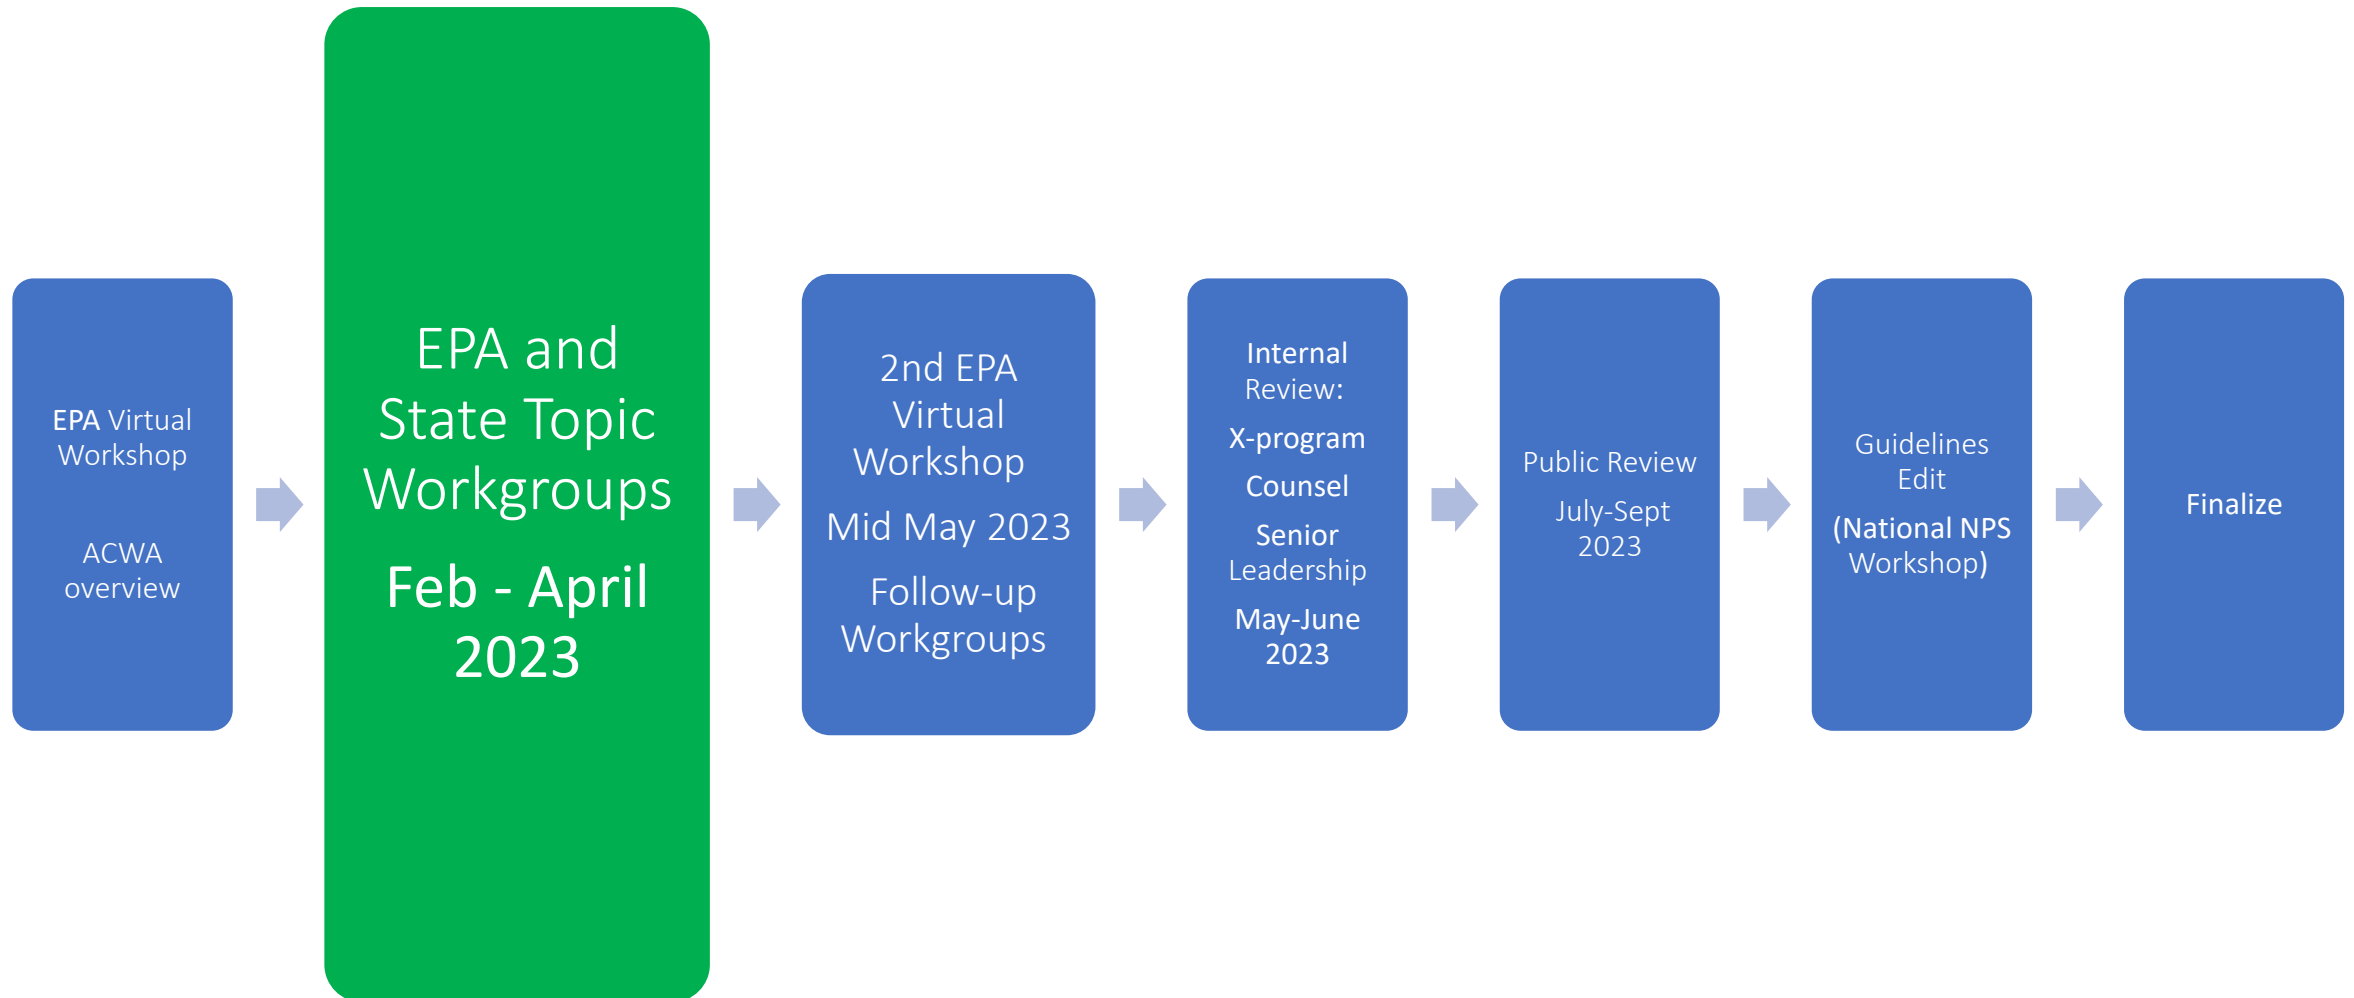 EPA Virtual
Workshop
ACWA
overview
EPA and
State Topic
Workgroups
Feb - April
2023
2nd EPA
Virtual
Workshop
Mid May 2023
Follow-up
Workgroups
Internal
Review:
X-program
Counsel
Senior
Leadership
May-June
2023
Public Review
July-Sept
2023
Guidelines
Edit
(National NPS
Workshop)
Finalize